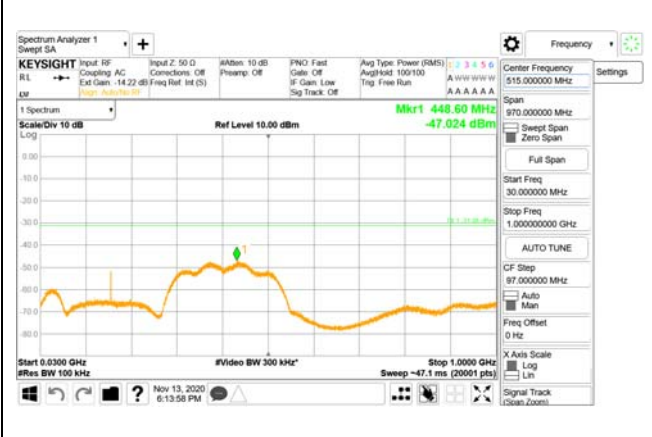 Spectrum Analyzer 1
Swept SA
Frequency
KEYSIGHT
Input: RF
Coupling: AC
Ext Gain: -14.22 dB
Align: Auto/No RF
Input Z: 50 Ω
Corrections: Off
Freq Ref: Int (S)
#Atten: 10 dB
Preamp: Off
PNO: Fast
Gate: Off
IF Gain: Low
Sig Track: Off
Avg Type: Power (RMS)
Avg|Hold: 100/100
Trig: Free Run
1 2 3 4 5 6
A W W W W W
A A A A A A
RL
1 Spectrum
Mkr1 448.60 MHz
Scale/Div 10 dB
Ref Level 10.00 dBm
-47.024 dBm
Log
0.00
-10.0
-20.0
-30.0
-40.0
-50.0
-60.0
-70.0
-80.0
1
Start 0.0300 GHz
#Video BW 300 kHz*
Stop 1.0000 GHz
#Res BW 100 kHz
Sweep ~47.1 ms (20001 pts)
Nov 13, 2020
6:13:58 PM
Settings
Center Frequency
515.000000 MHz
Span
970.000000 MHz
Swept Span
Zero Span
Full Span
Start Freq
30.000000 MHz
Stop Freq
1.000000000 GHz
AUTO TUNE
CF Step
97.000000 MHz
Auto
Man
Freq Offset
0 Hz
X Axis Scale
Log
Lin
Signal Track
(Span Zoom)